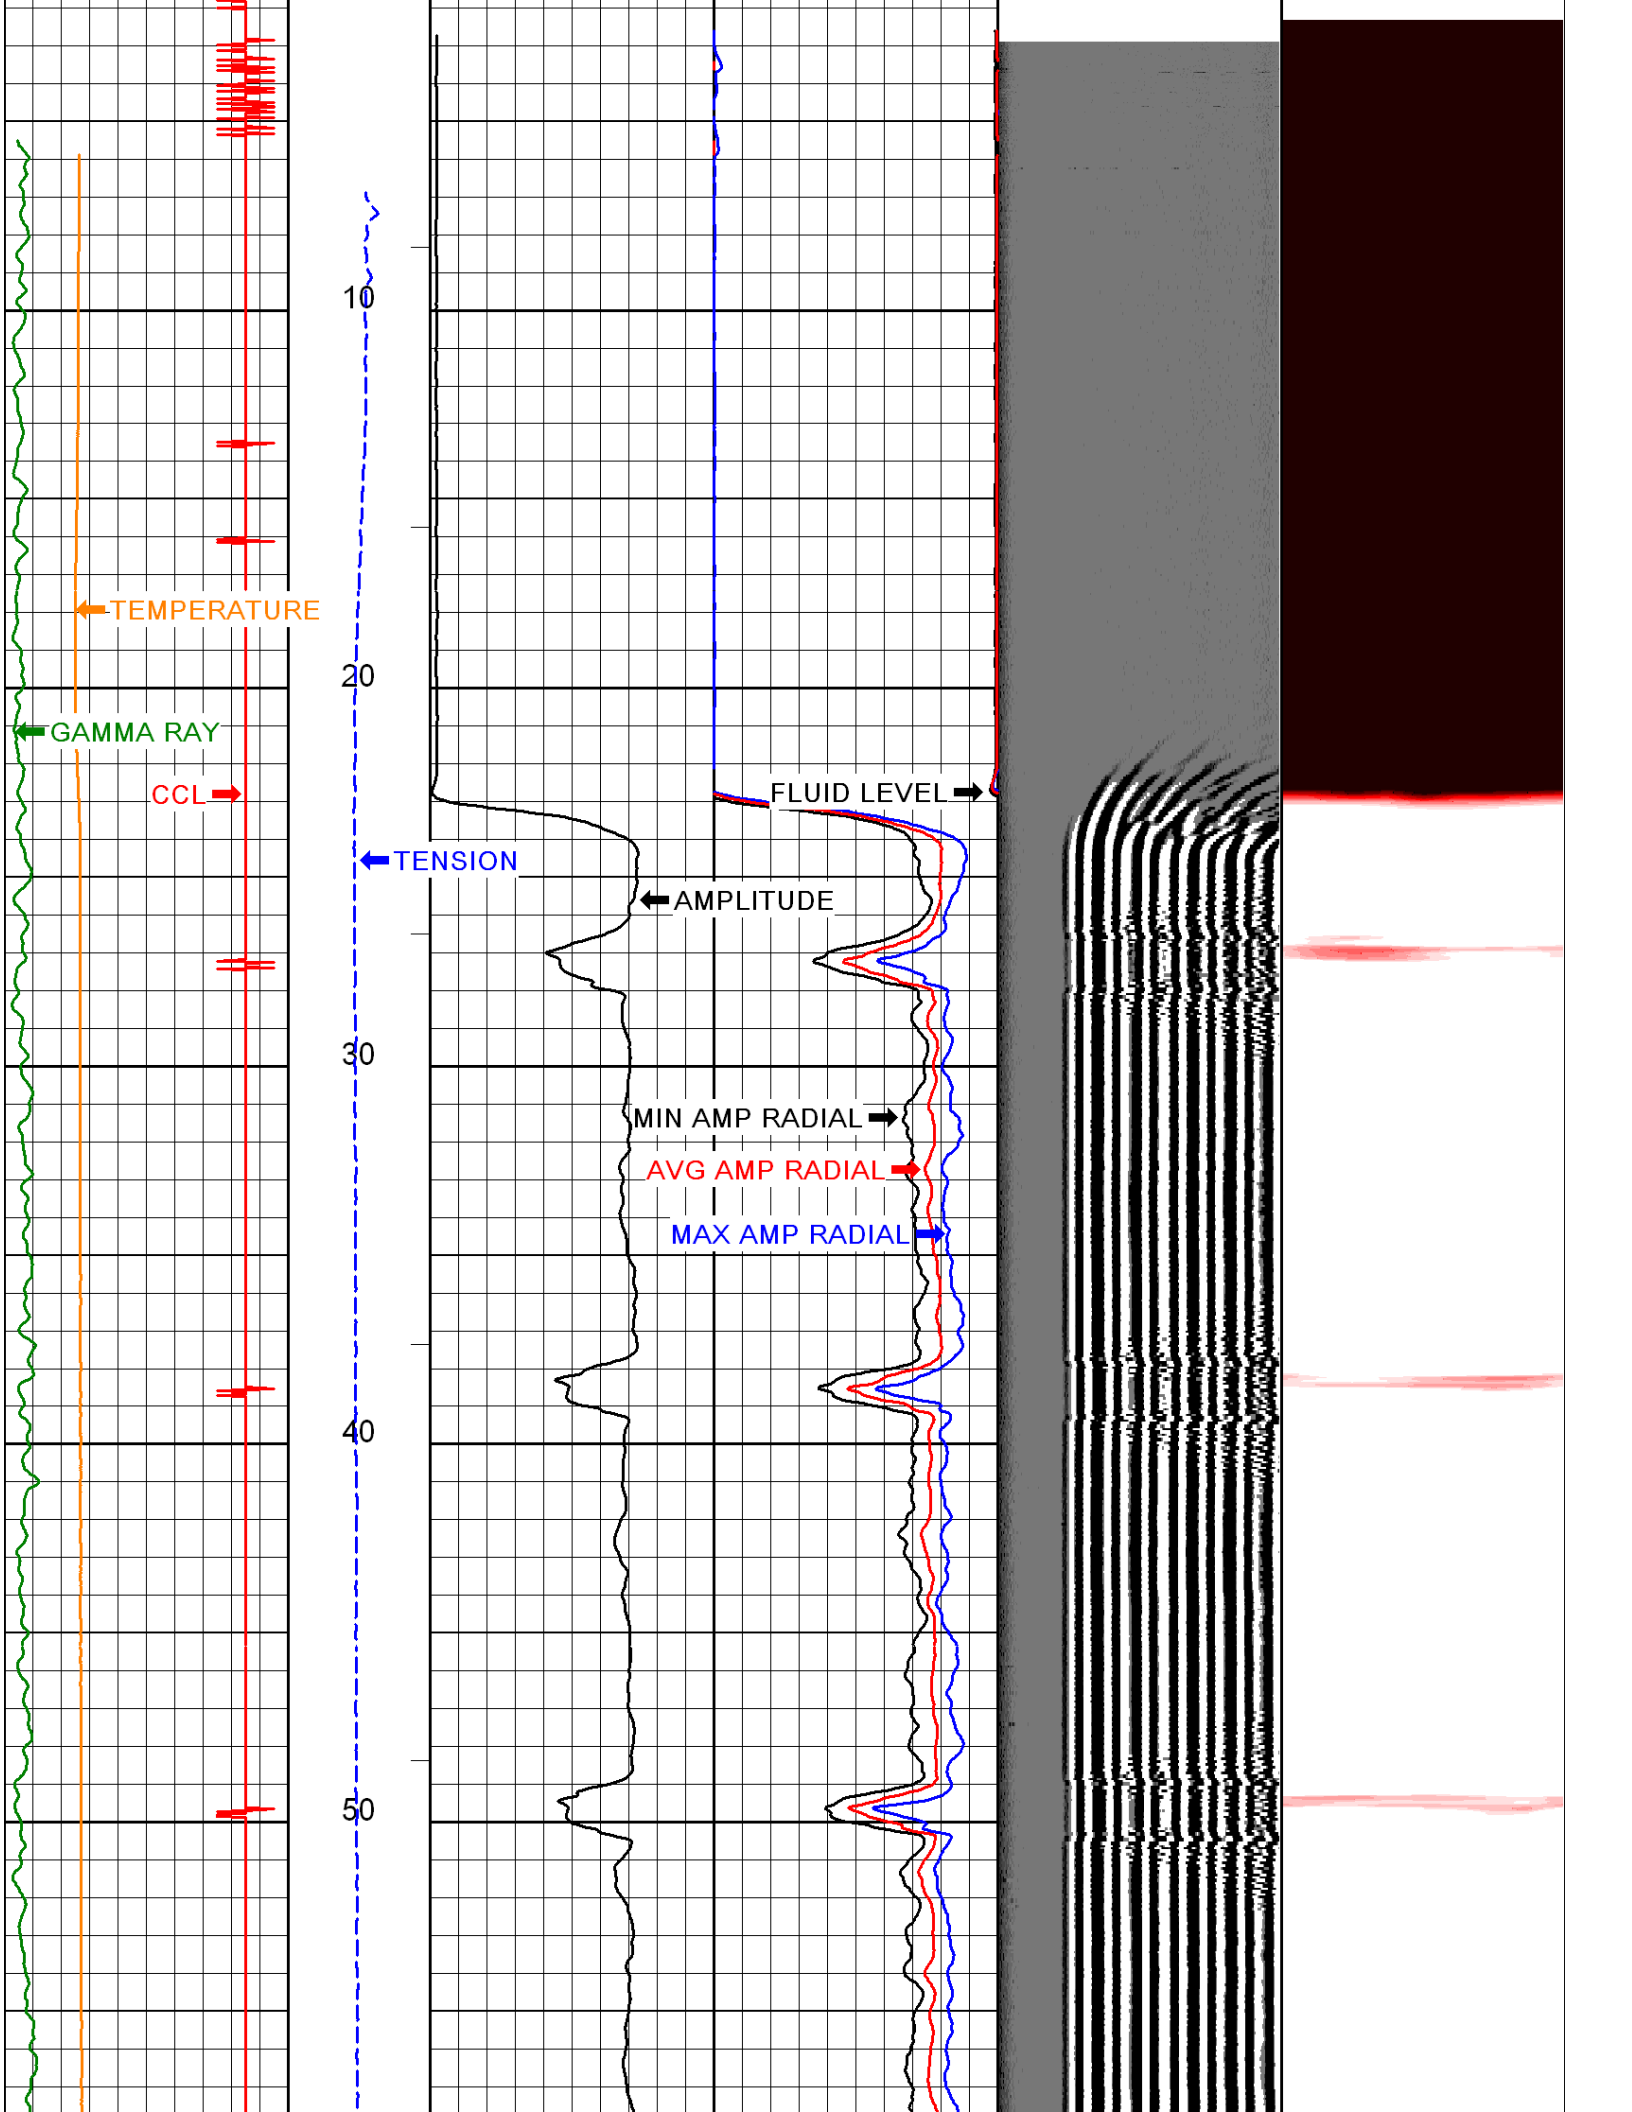 10
TEMPERATURE
20
GAMMA RAY
CCL
FLUID LEVEL
TENSION
AMPLITUDE
30
MIN AMP RADIAL
AVG AMP RADIAL
MAX AMP RADIAL
40
50